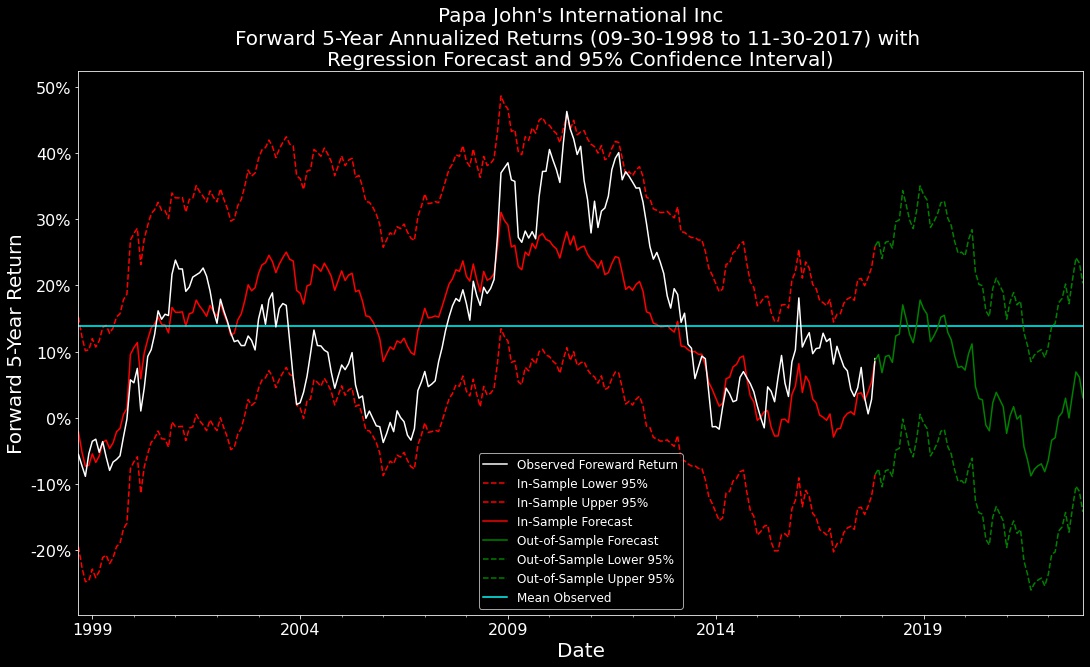 Papa John's International Inc
Forward 5-Year Annualized Returns (09-30-1998 to 11-30-2017) with
Regression Forecast and 95% Confidence Interval)
Forward 5-Year Return
50%
40%
30%
20%
10%
0%
-10%
-20%
Observed Foreward Return
In-Sample Lower 95%
In-Sample Upper 95%
In-Sample Forecast
Out-of-Sample Forecast
Out-of-Sample Lower 95%
Out-of-Sample Upper 95%
Mean Observed
1999
2004
2009
2014
2019
Date